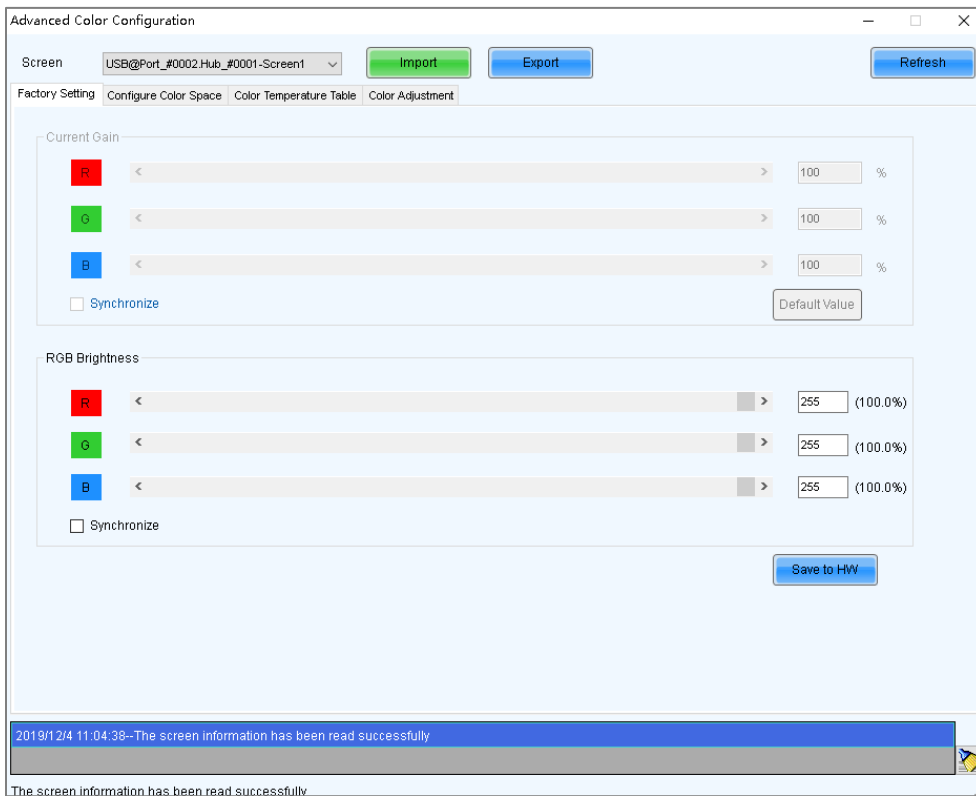 Advanced Color Configuration
Screen USB@Port_#0002.Hub_#0001-Screen1 Import Export Refresh
Factory Setting Configure Color Space Color Temperature Table Color Adjustment
Current Gain
R 100 %
G 100 %
B 100 %
Synchronize Default Value
RGB Brightness
R 255 (100.0%)
G 255 (100.0%)
B 255 (100.0%)
Synchronize
Save to HW
2019/12/4 11:04:38--The screen information has been read successfully
The screen information has been read successfully